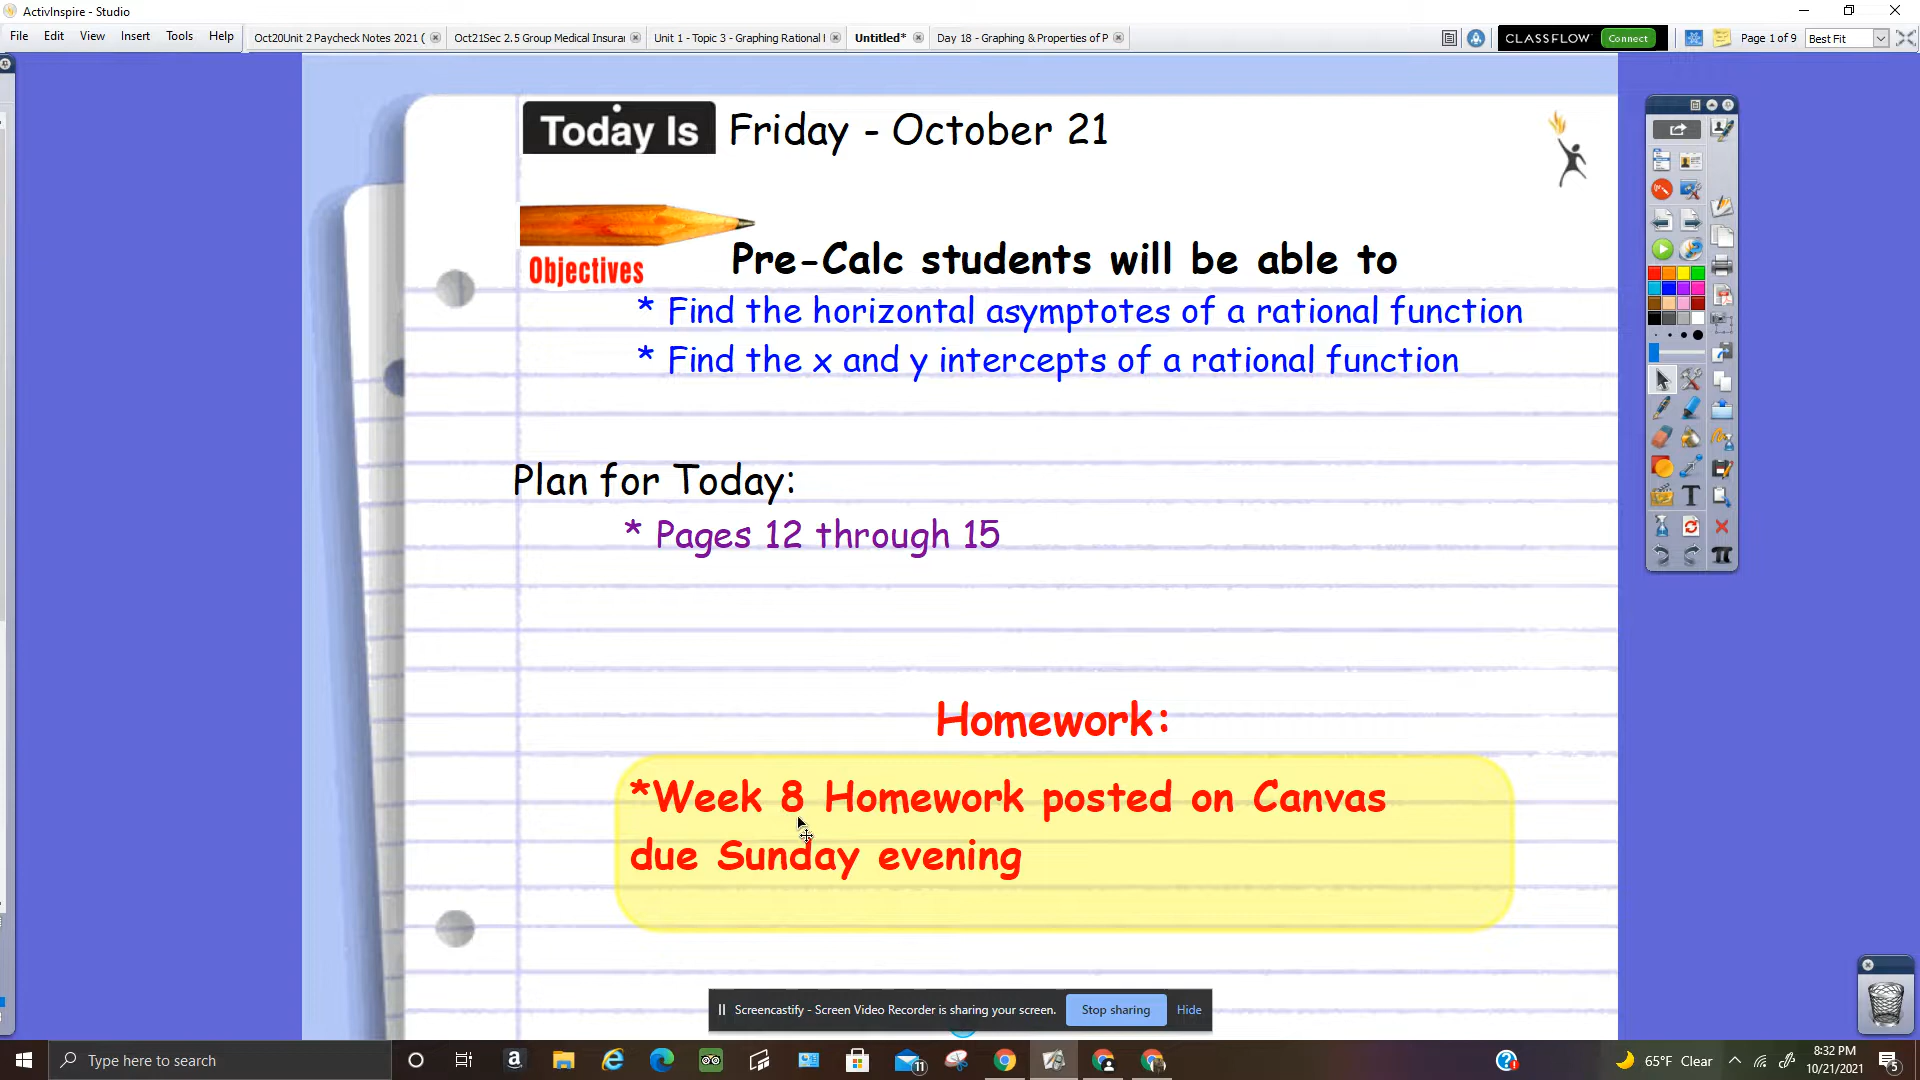 ActivInspire - Studio
File Edit View Insert Tools Help
Oct20Unit 2 Paycheck Notes 2021 (
Oct21Sec 2.5 Group Medical Insurar
Unit 1 - Topic 3 - Graphing Rational I
Untitled*
Day 18 - Graphing & Properties of P
CLASSFLOW Connect
Page 1 of 9
Best Fit
Today Is Friday - October 21
Objectives
Pre-Calc students will be able to
* Find the horizontal asymptotes of a rational function
* Find the x and y intercepts of a rational function
Plan for Today:
* Pages 12 through 15
Homework:
*Week 8 Homework posted on Canvas
due Sunday evening
Screencastify - Screen Video Recorder is sharing your screen. Stop sharing Hide
Type here to search
11
65°F Clear
8:32 PM
10/21/2021
5